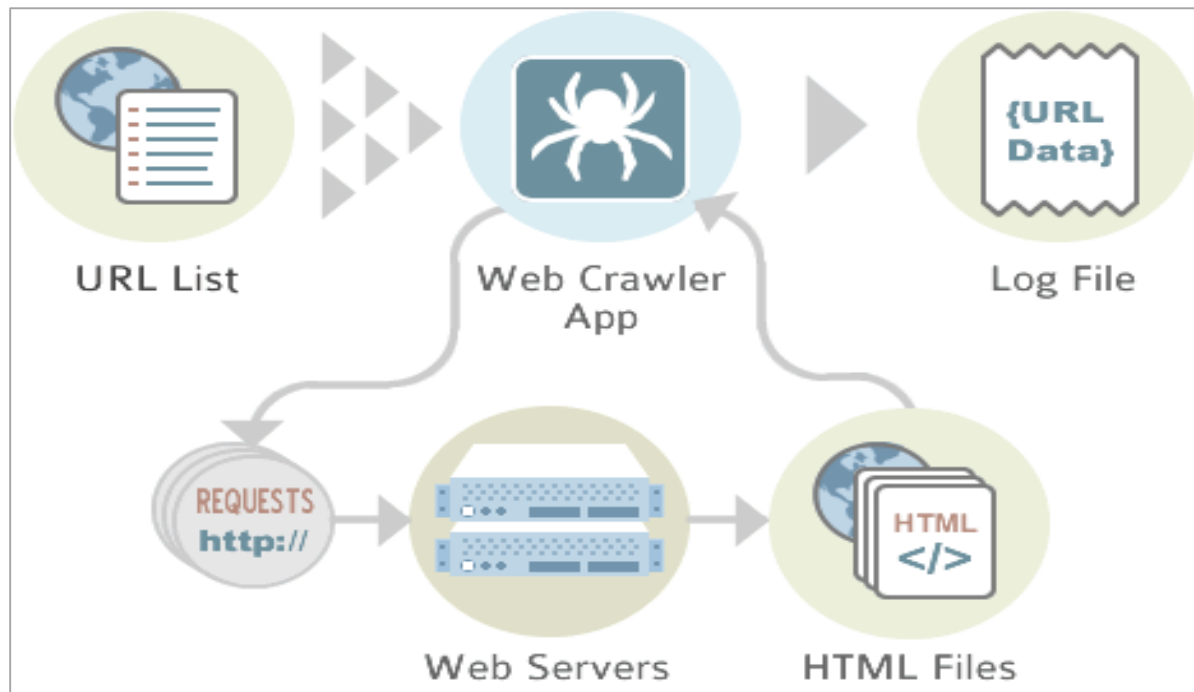 {URL
Data}
URL List
Web Crawler
App
Log File
REQUESTS
http://
HTML
</>
Web Servers
HTML Files